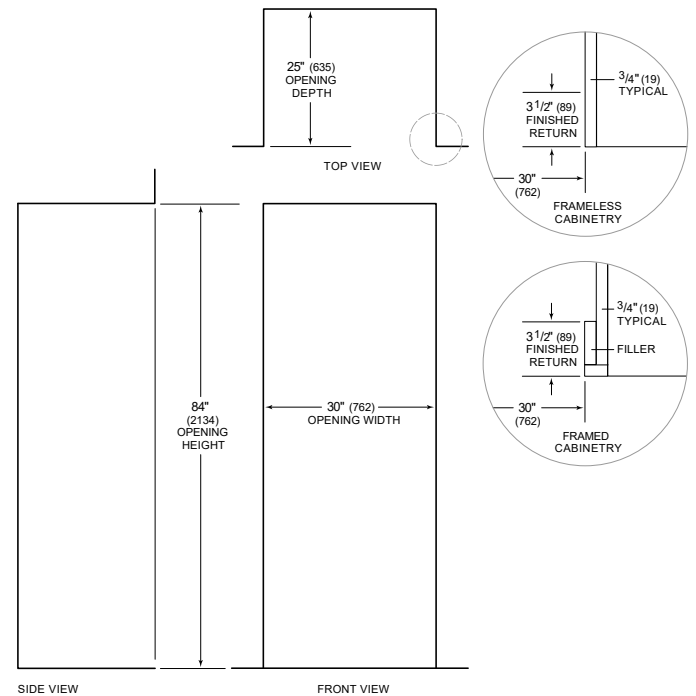 25" (635)
OPENING
DEPTH
TOP VIEW
3/4" (19)
TYPICAL
3 1/2" (89)
FINISHED
RETURN
30"
(762)
FRAMELESS
CABINETRY
3/4" (19)
TYPICAL
3 1/2" (89)
FINISHED
RETURN
FILLER
30"
(762)
FRAMED
CABINETRY
84"
(2134)
OPENING
HEIGHT
30" (762)
OPENING WIDTH
SIDE VIEW
FRONT VIEW